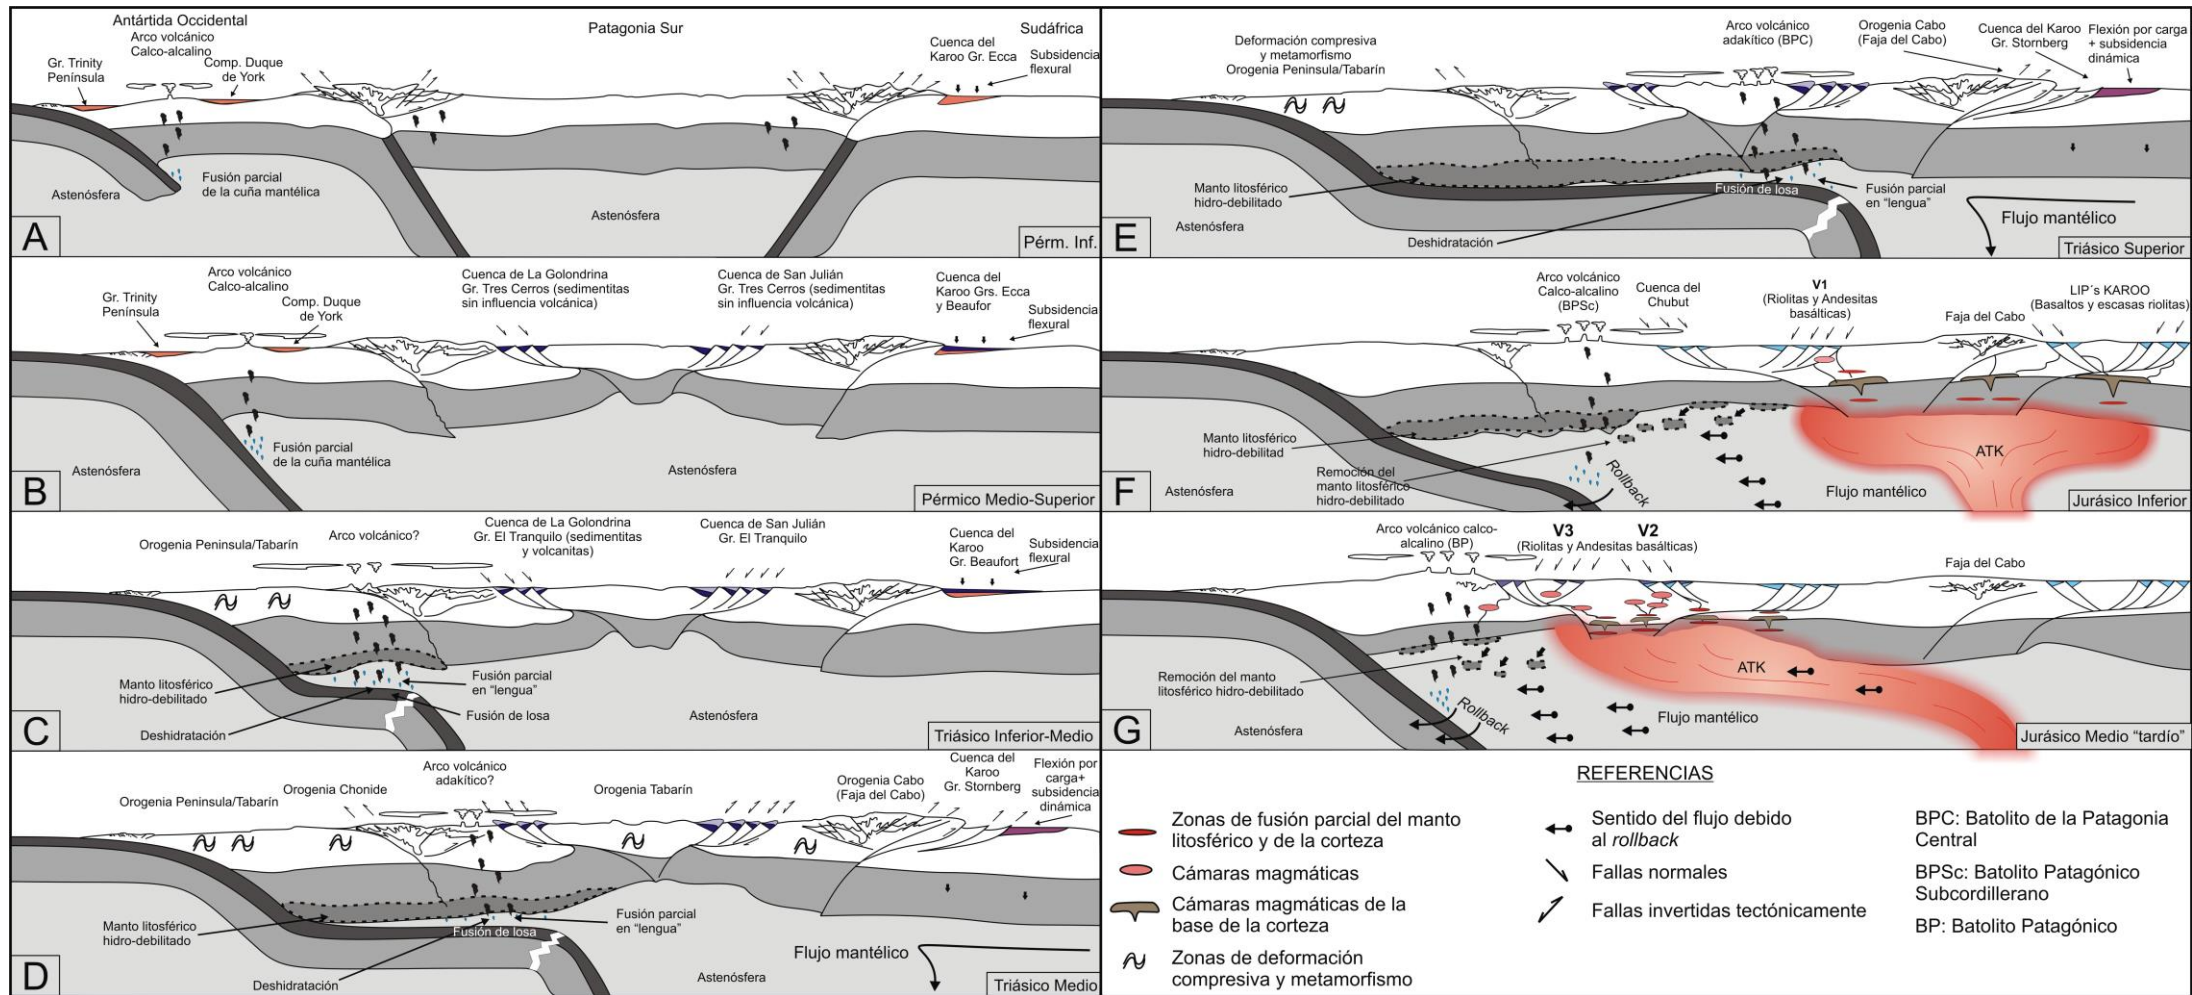 Antártida Occidental
Arco volcánico
Calco-alcalino
Gr. Trinity
Península
Comp. Duque
de York
Patagonia Sur
Sudáfrica
Cuenca del
Karoo Gr. Ecca
Subsidencia
flexural
Astenósfera
Fusión parcial
de la cuña mantélica
Astenósfera
A
Pérm. Inf.
Arco volcánico
Calco-alcalino
Gr. Trinity
Península
Comp. Duque
de York
Cuenca de La Golondrina
Gr. Tres Cerros (sedimentitas
sin influencia volcánica)
Cuenca de San Julián
Gr. Tres Cerros (sedimentitas
sin influencia volcánica)
Cuenca del
Karoo Grs. Ecca
y Beaufor
Subsidencia
flexural
Fusión parcial
de la cuña mantélica
Astenósfera
Astenósfera
B
Pérmico Medio-Superior
Orogenia Peninsula/Tabarín
Arco volcánico?
Cuenca de La Golondrina
Gr. El Tranquilo (sedimentitas
y volcanitas)
Cuenca de San Julián
Gr. El Tranquilo
Cuenca del
Karoo
Gr. Beaufort
Subsidencia
flexural
Manto litosférico
hidro-debilitado
Fusión parcial
en “lengua”
Fusión de losa
Deshidratación
Astenósfera
C
Triásico Inferior-Medio
Orogenia Peninsula/Tabarín
Orogenia Chonide
Arco volcánico
adakítico?
Orogenia Tabarín
Orogenia Cabo
(Faja del Cabo)
Cuenca del
Karoo
Gr. Stornberg
Flexión por
carga+
subsidencia
dinámica
Manto litosférico
hidro-debilitado
Fusión de losa
Fusión parcial
en “lengua”
Deshidratación
Astenósfera
Flujo mantélico
D
Triásico Medio
Deformación compresiva
y metamorfismo
Orogenia Peninsula/Tabarín
Arco volcánico
adakítico (BPC)
Orogenia Cabo
(Faja del Cabo)
Cuenca del Karoo
Gr. Stornberg
Flexión por carga
+ subsidencia
dinámica
Manto litosférico
hidro-debilitado
Fusión de losa
Fusión parcial
en “lengua”
Astenósfera
Deshidratación
Flujo mantélico
E
Triásico Superior
Arco volcánico
Calco-alcalino
(BPSc)
Cuenca del
Chubut
V1
(Riolitas y Andesitas
basálticas)
Faja del Cabo
LIP´s KAROO
(Basaltos y escasas riolitas)
Manto litosférico
hidro-debilitad
Remoción del
manto litosférico
hidro-debilitado
Rollback
Astenósfera
Flujo mantélico
ATK
F
Jurásico Inferior
Arco volcánico calco-
alcalino (BP)
V3
V2
(Riolitas y Andesitas basálticas)
Faja del Cabo
Remoción del manto
litosférico hidro-debilitado
Rollback
Astenósfera
Flujo mantélico
ATK
G
Jurásico Medio “tardío”
REFERENCIAS
Zonas de fusión parcial del manto
litosférico y de la corteza
Cámaras magmáticas
Cámaras magmáticas de la
base de la corteza
Zonas de deformación
compresiva y metamorfismo
Sentido del flujo debido
al rollback
Fallas normales
Fallas invertidas tectónicamente
BPC: Batolito de la Patagonia
Central
BPSc: Batolito Patagónico
Subcordillerano
BP: Batolito Patagónico